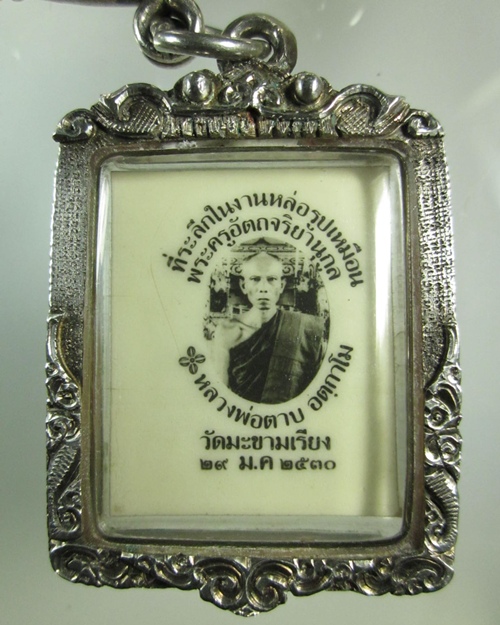 ที่ระลึกในงานหล่อรูปเหมือน
พระครูอัตถจริยานุกูล
หลวงพ่อตาบ อตฺถกาโม
วัดมะขามเรียง
๒๙ ม.ค ๒๕๓๐